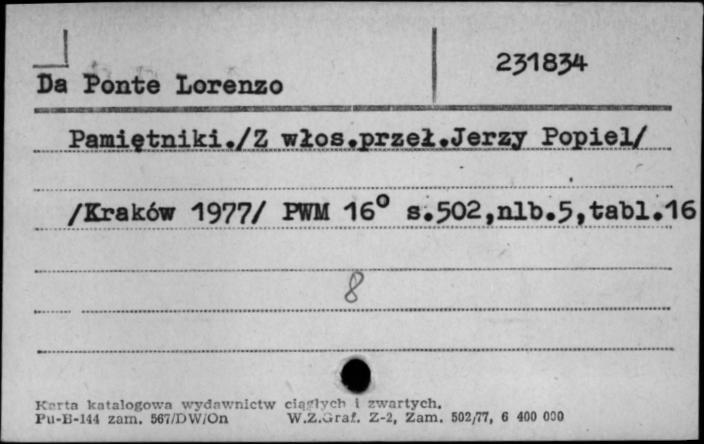 231834
Da Ponte Lorenzo
Pamiętniki./Z włos.przeł.Jerzy Popiel/
/Kraków 1977/ PWM 16° s.502,nlb.5,tabl.16
8
Karta katalogowa wydawnictw ciągłych i zwartych.
Pu-B-144 zam. 567/DW/On W.Z.Graf. Z-2, Zam. 502/77, 6 400 000